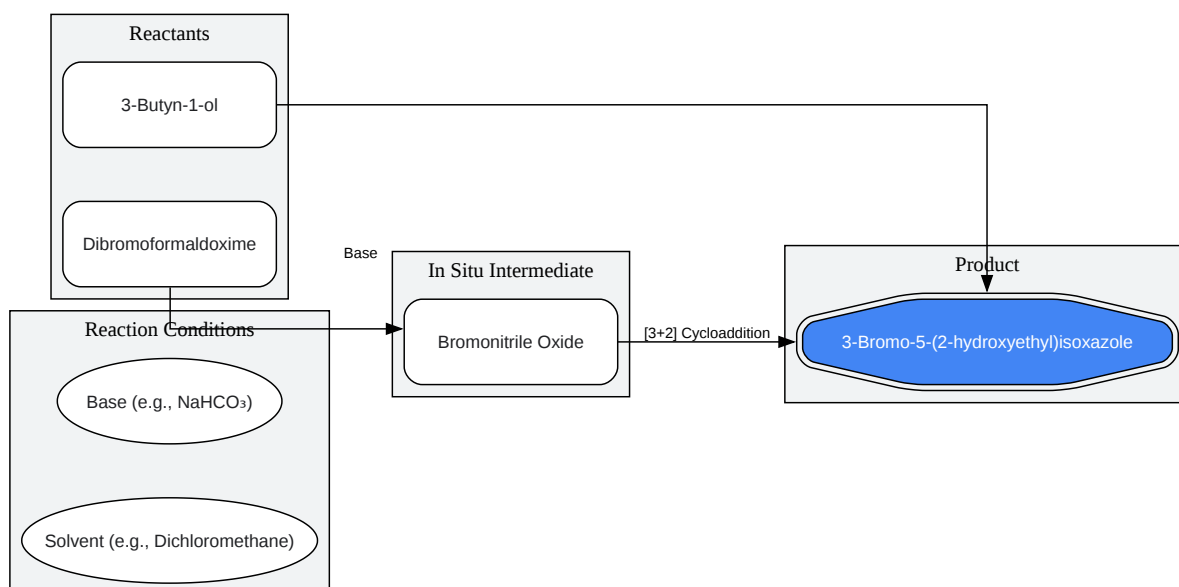 Reactants
3-Butyn-1-ol
Dibromoformaldoxime
Base
In Situ Intermediate
Bromonitrile Oxide
[3+2] Cycloaddition
Product
3-Bromo-5-(2-hydroxyethyl)isoxazole
Reaction Conditions
Base (e.g., NaHCO₃)
Solvent (e.g., Dichloromethane)